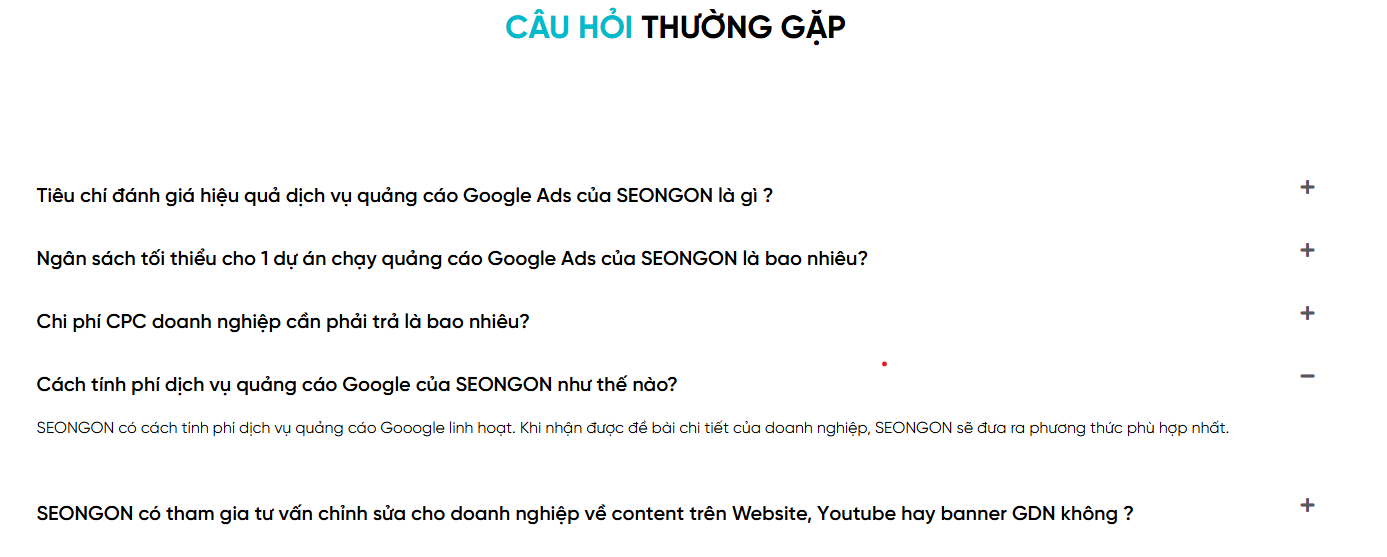 CÂU HỎI THƯỜNG GẶP
Tiêu chí đánh giá hiệu quả dịch vụ quảng cáo Google Ads của SEONGON là gì ?
Ngân sách tối thiểu cho 1 dự án chạy quảng cáo Google Ads của SEONGON là bao nhiêu?
Chi phí CPC doanh nghiệp cần phải trả là bao nhiêu?
Cách tính phí dịch vụ quảng cáo Google của SEONGON như thế nào?
SEONGON có cách tính phí dịch vụ quảng cáo Gooogle linh hoạt. Khi nhận được đề bài chi tiết của doanh nghiệp, SEONGON sẽ đưa ra phương thức phù hợp nhất.
SEONGON có tham gia tư vấn chỉnh sửa cho doanh nghiệp về content trên Website, Youtube hay banner GDN không ?